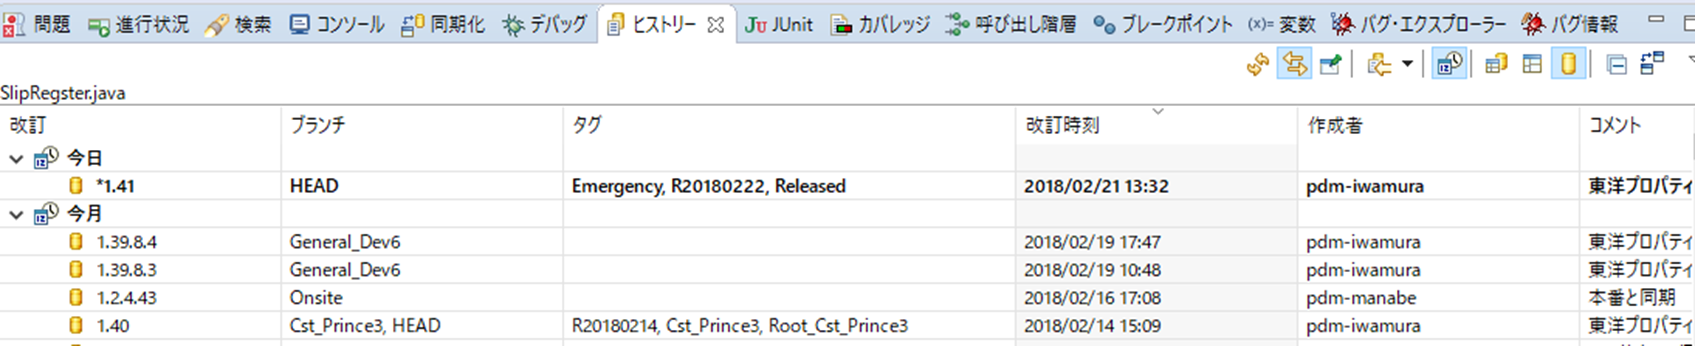 問題 進行状況 検索 コンソール 同期化 デバッグ ヒストリー JUnit カバレッジ 呼び出し階層 ブレークポイント (x)= 変数 バグ・エクスプローラー バグ情報
SlipRegster.java
改訂 ブランチ タグ 改訂時刻 作成者 コメント
今日
*1.41 HEAD Emergency, R20180222, Released 2018/02/21 13:32 pdm-iwamura 東洋プロパティ
今月
1.39.8.4 General_Dev6 2018/02/19 17:47 pdm-iwamura 東洋プロパティ
1.39.8.3 General_Dev6 2018/02/19 10:48 pdm-iwamura 東洋プロパティ
1.2.4.43 Onsite 2018/02/16 17:08 pdm-manabe 本番と同期
1.40 Cst_Prince3, HEAD R20180214, Cst_Prince3, Root_Cst_Prince3 2018/02/14 15:09 pdm-iwamura 東洋プロパティ